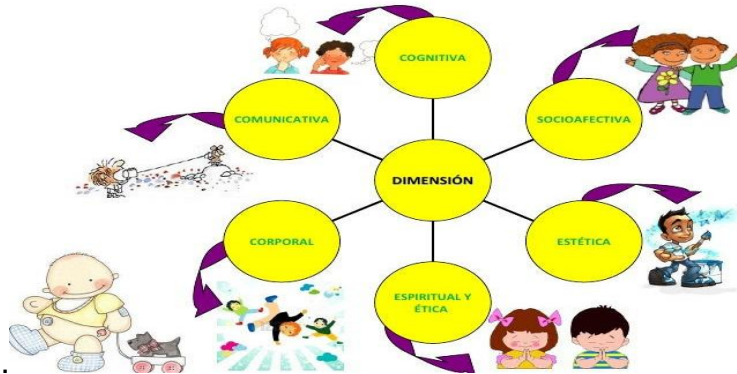 COGNITIVA
COMUNICATIVA
SOCIOAFECTIVA
DIMENSIÓN
CORPORAL
ESTÉTICA
ESPIRITUAL Y
ÉTICA
.